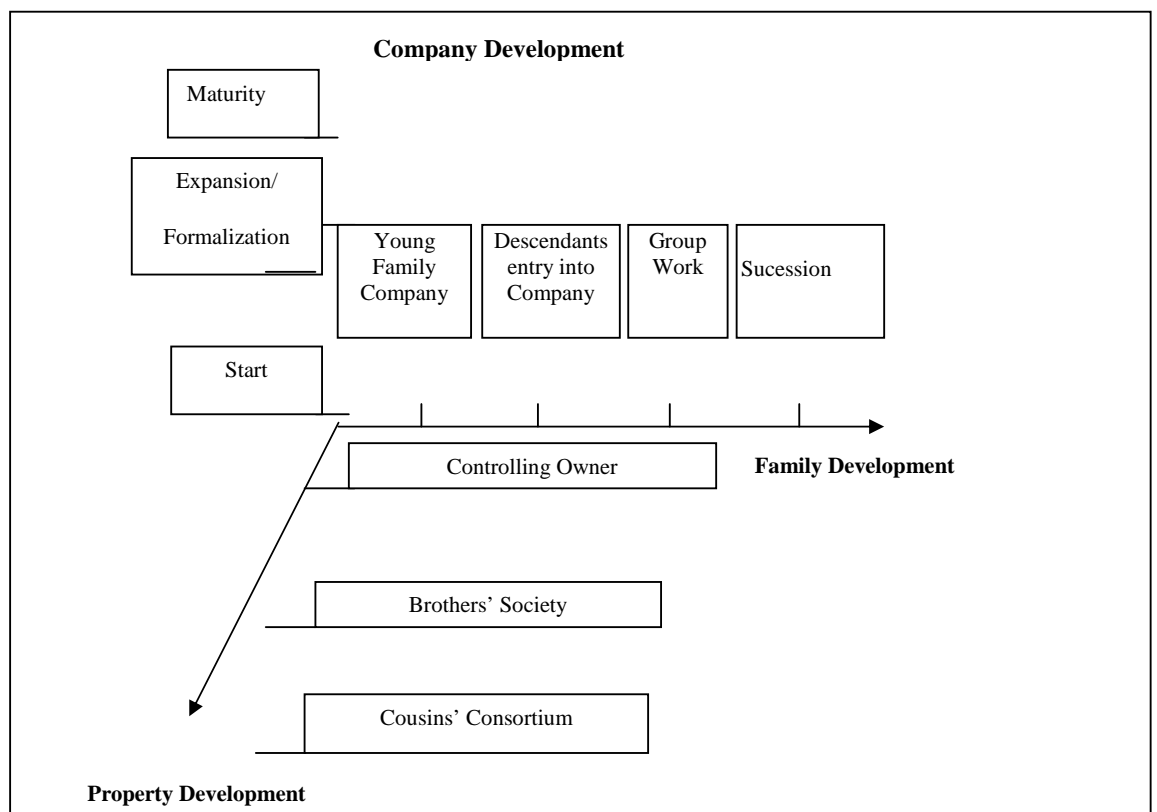 Company Development
Maturity
Expansion/
Formalization
Young
Family
Company
Descendants
entry into
Company
Group
Work
Sucession
Start
Controlling Owner
Family Development
Brothers’ Society
Cousins’ Consortium
Property Development